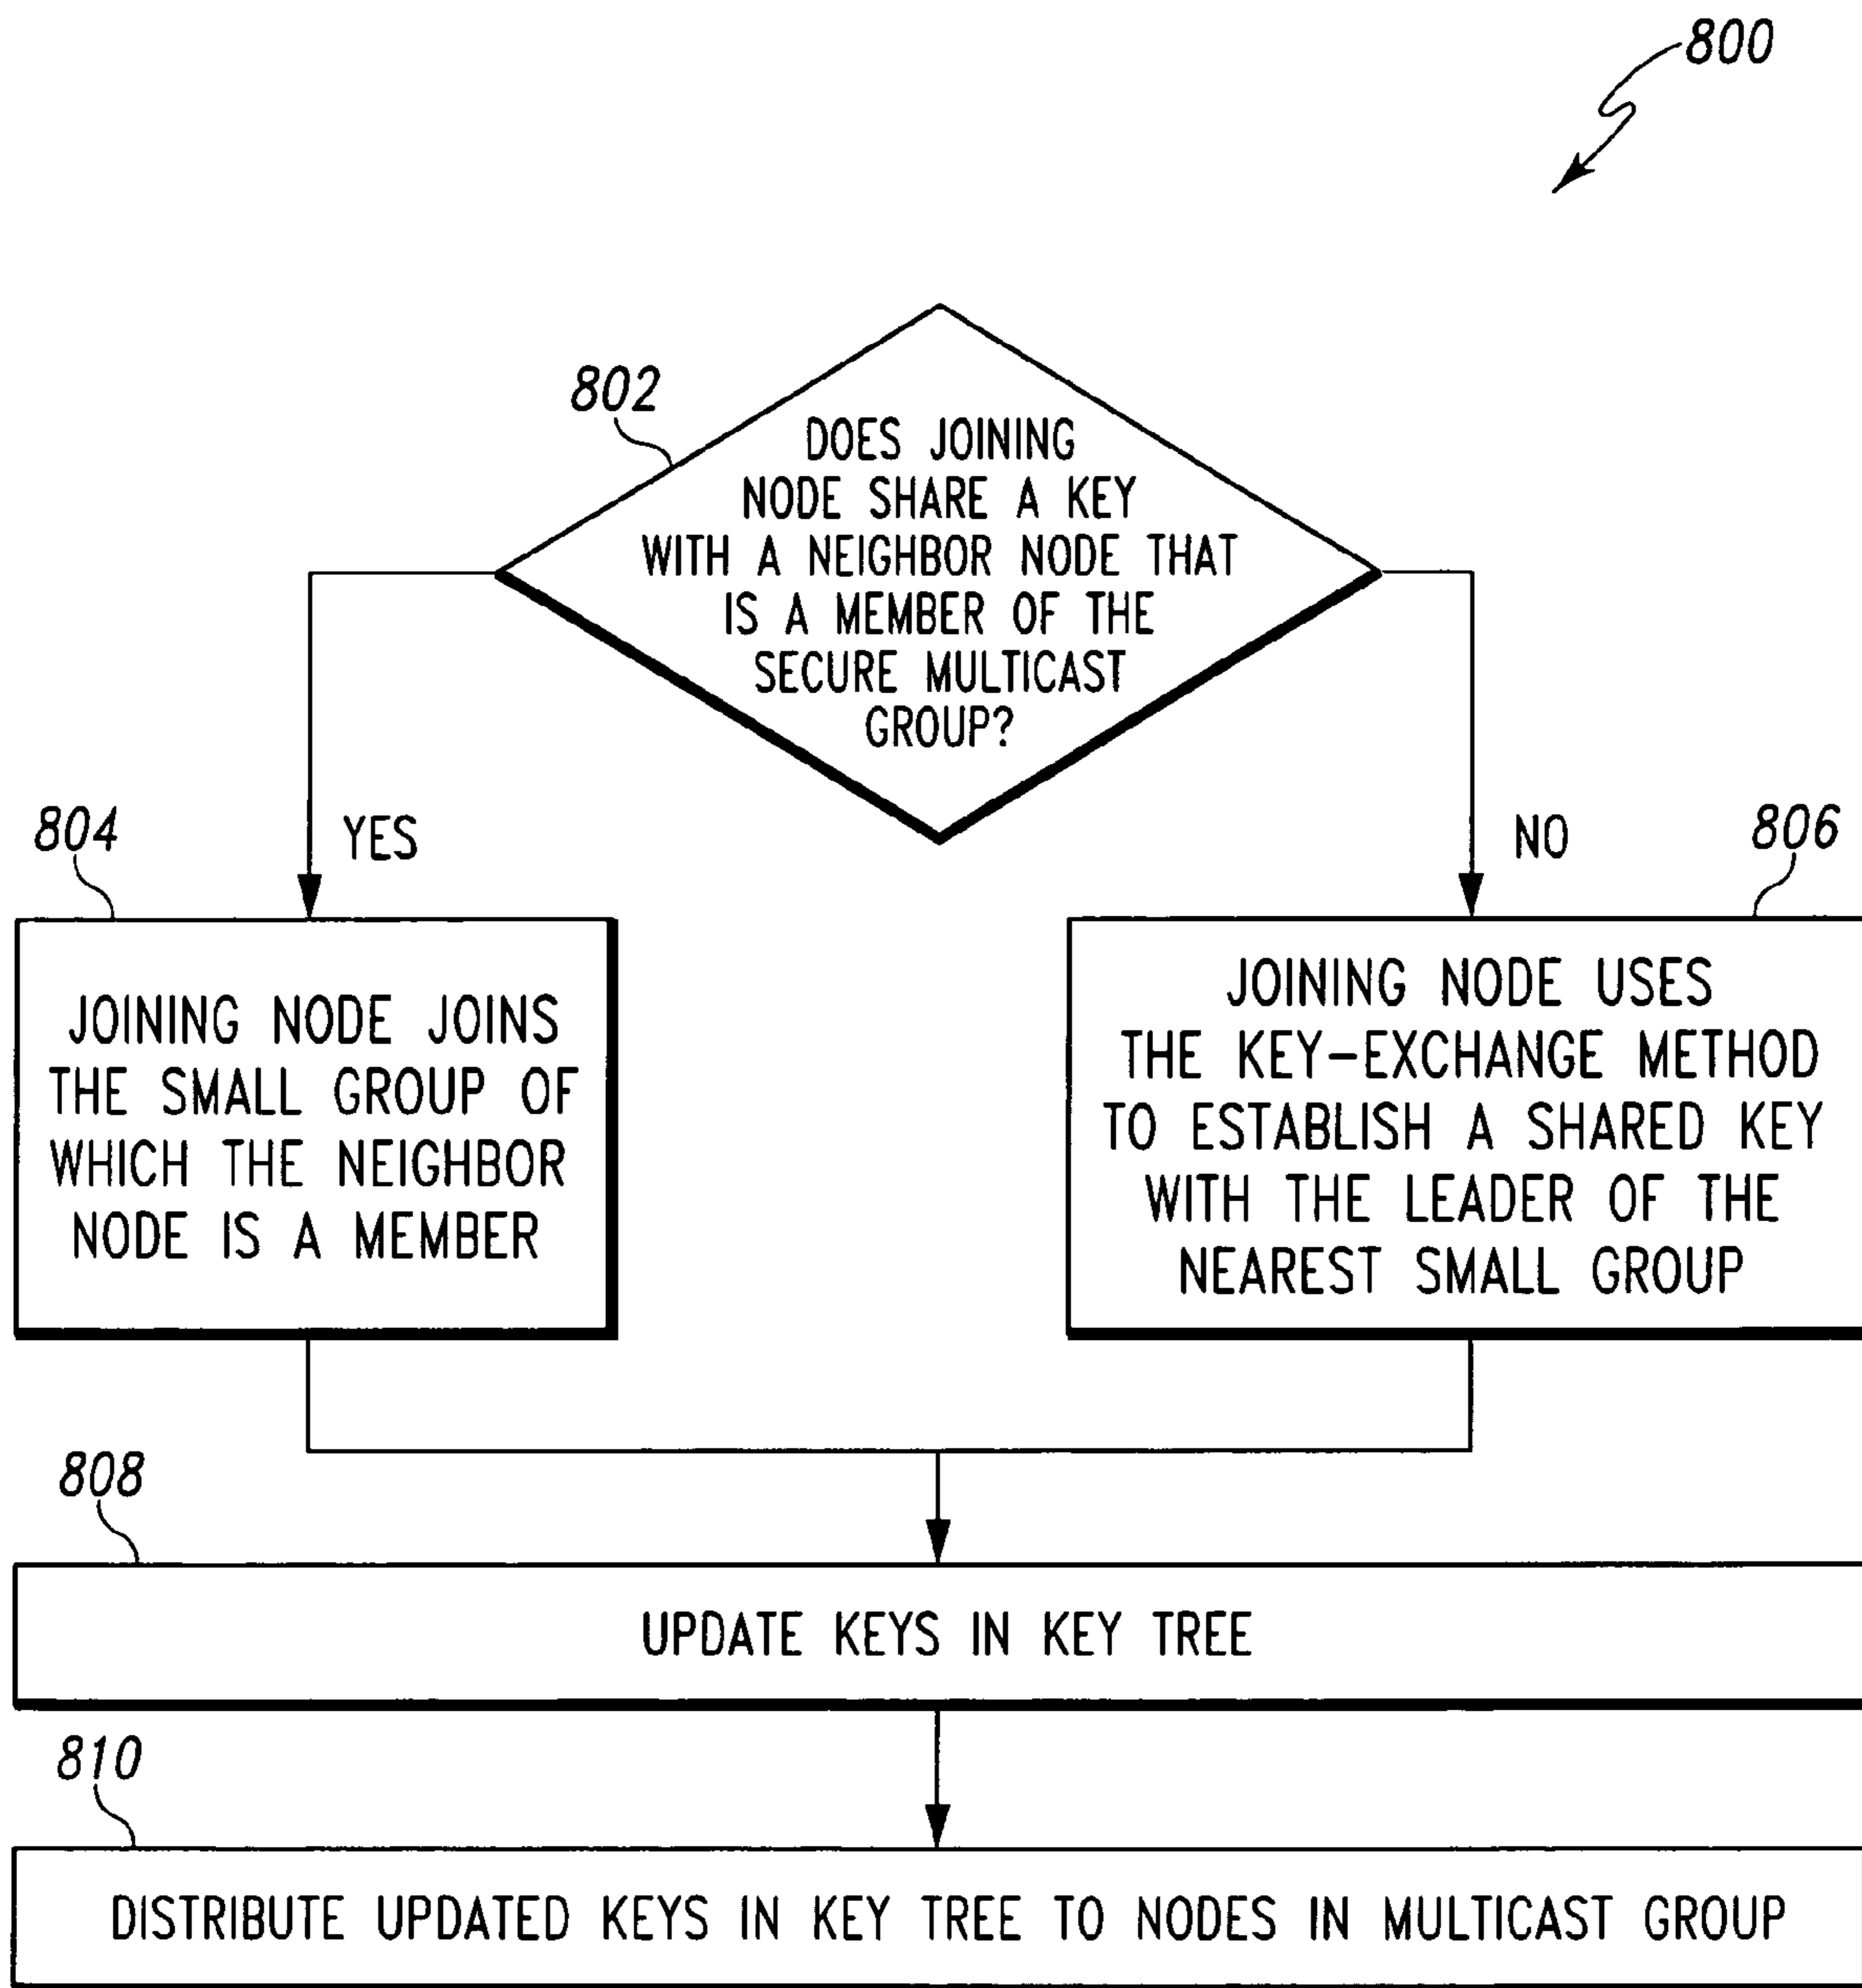 800
802
DOES JOINING
NODE SHARE A KEY
WITH A NEIGHBOR NODE THAT
IS A MEMBER OF THE
SECURE MULTICAST
GROUP?
804
YES
NO
806
JOINING NODE JOINS
THE SMALL GROUP OF
WHICH THE NEIGHBOR
NODE IS A MEMBER
JOINING NODE USES
THE KEY-EXCHANGE METHOD
TO ESTABLISH A SHARED KEY
WITH THE LEADER OF THE
NEAREST SMALL GROUP
808
UPDATE KEYS IN KEY TREE
810
DISTRIBUTE UPDATED KEYS IN KEY TREE TO NODES IN MULTICAST GROUP